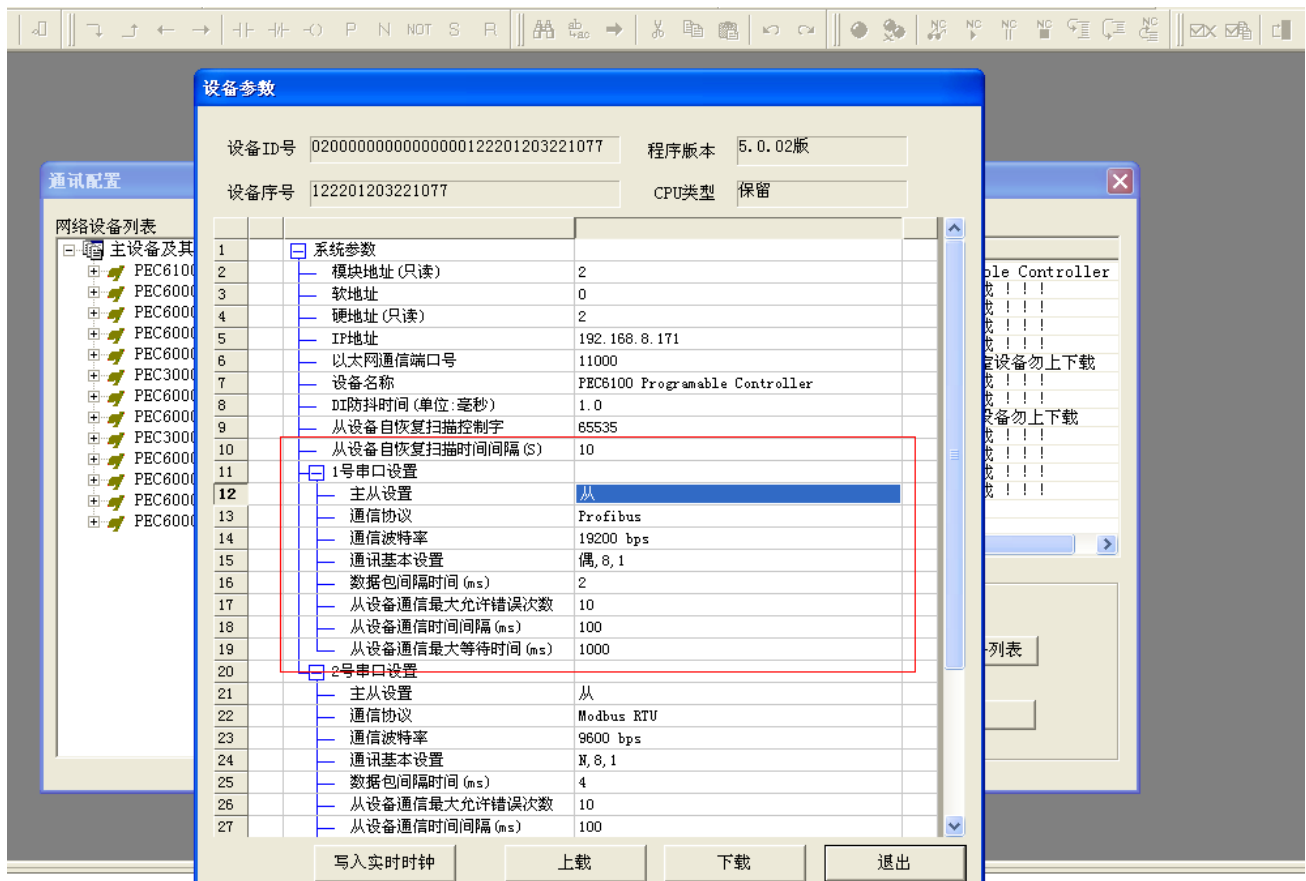 P N NOT S R NC NC NC NC NC
设备参数
设备ID号 02000000000000000122201203221077 程序版本 5.0.02版
设备序号 122201203221077 CPU类型 保留
通讯配置
网络设备列表
主设备及其
PEC6100
PEC6000
PEC6000
PEC6000
PEC6000
PEC3000
PEC6000
PEC6000
PEC3000
PEC6000
PEC6000
PEC6000
PEC6000
1 系统参数
2 模块地址(只读) 2
3 软地址 0
4 硬地址(只读) 2
5 IP地址 192.168.8.171
6 以太网通信端口号 11000
7 设备名称 PEC6100 Programable Controller
8 DI防抖时间(单位:毫秒) 1.0
9 从设备自恢复扫描控制字 65535
10 从设备自恢复扫描时间间隔(S) 10
11 1号串口设置
12 主从设置 从
13 通信协议 Profibus
14 通信波特率 19200 bps
15 通讯基本设置 偶,8,1
16 数据包间隔时间(ms) 2
17 从设备通信最大允许错误次数 10
18 从设备通信时间间隔(ms) 100
19 从设备通信最大等待时间(ms) 1000
20 2号串口设置
21 主从设置 从
22 通信协议 Modbus RTU
23 通信波特率 9600 bps
24 通讯基本设置 N,8,1
25 数据包间隔时间(ms) 4
26 从设备通信最大允许错误次数 10
27 从设备通信时间间隔(ms) 100
Controller
！！！
！！！
！！！
！！！
设备勿上下载
！！！
！！！
设备勿上下载
！！！
！！！
！！！
！！！
列表
写入实时时钟 上载 下载 退出